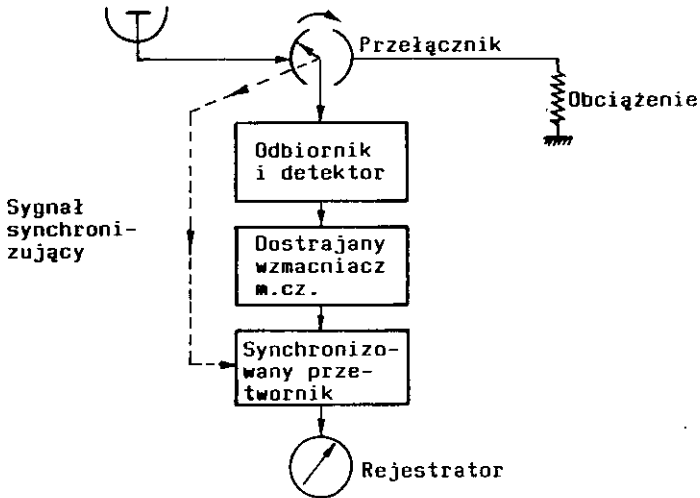 Przełącznik
Obciążenie
Odbiornik
i detektor
Sygnał
synchroni-
zujący
Dostrajany
wzmacniacz
m.cz.
Synchronizo-
wany prze-
twornik
Rejestrator